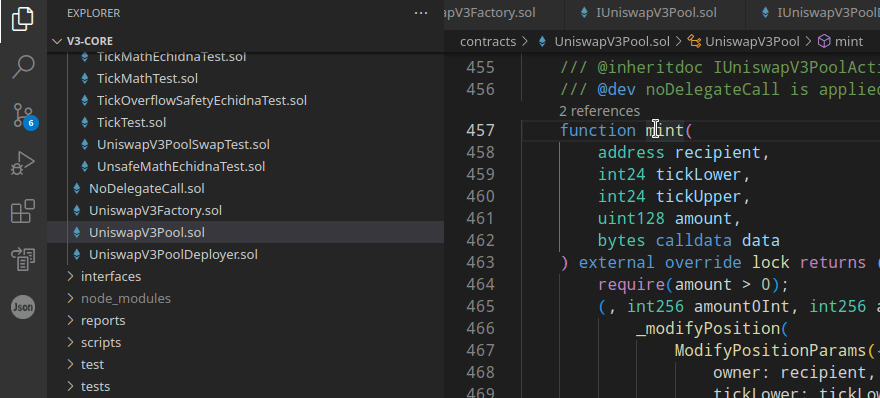 EXPLORER
V3-CORE
TickMathEchidnaTest.sol
TickMathTest.sol
TickOverflowSafetyEchidnaTest.sol
TickTest.sol
UniswapV3PoolSwapTest.sol
UnsafeMathEchidnaTest.sol
NoDelegateCall.sol
UniswapV3Factory.sol
UniswapV3Pool.sol
UniswapV3PoolDeployer.sol
interfaces
node_modules
reports
scripts
test
tests
6
Json
apV3Factory.sol IUniswapV3Pool.sol IUniswapV3PoolD
contracts > UniswapV3Pool.sol > UniswapV3Pool > mint
455 /// @inheritdoc IUniswapV3PoolActi
456 /// @dev noDelegateCall is applied
2 references
457 function mint(
458 address recipient,
459 int24 tickLower,
460 int24 tickUpper,
461 uint128 amount,
462 bytes calldata data
463 ) external override lock returns (
464 require(amount > 0);
465 (, int256 amount0Int, int256 a
466 _modifyPosition(
467 ModifyPositionParams({
468 owner: recipient,
469 tickLower: tickLow